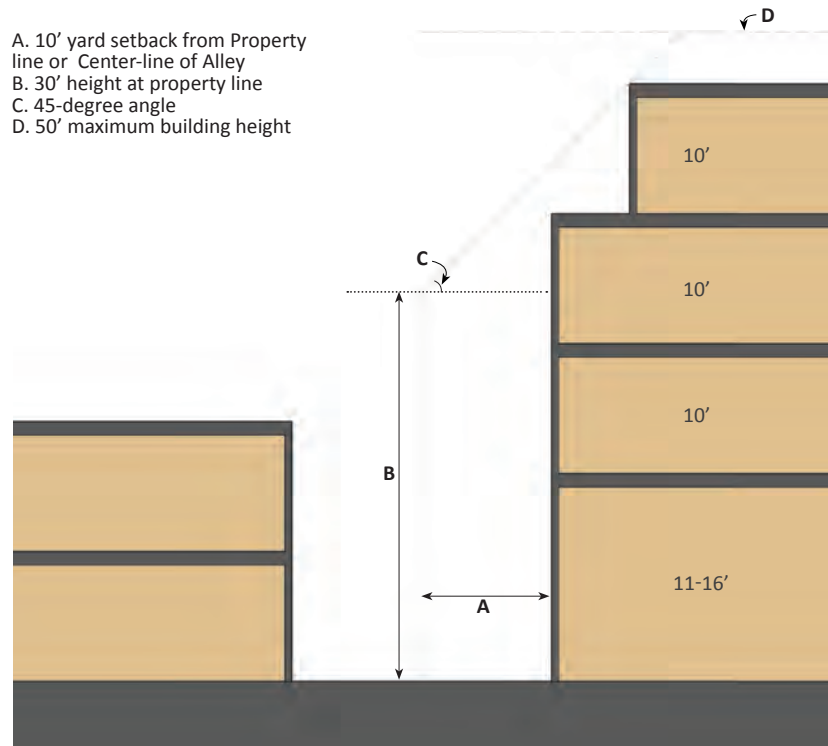 A. 10’ yard setback from Property
line or Center-line of Alley
B. 30’ height at property line
C. 45-degree angle
D. 50’ maximum building height
D
10’
C
10’
10’
B
11-16’
A